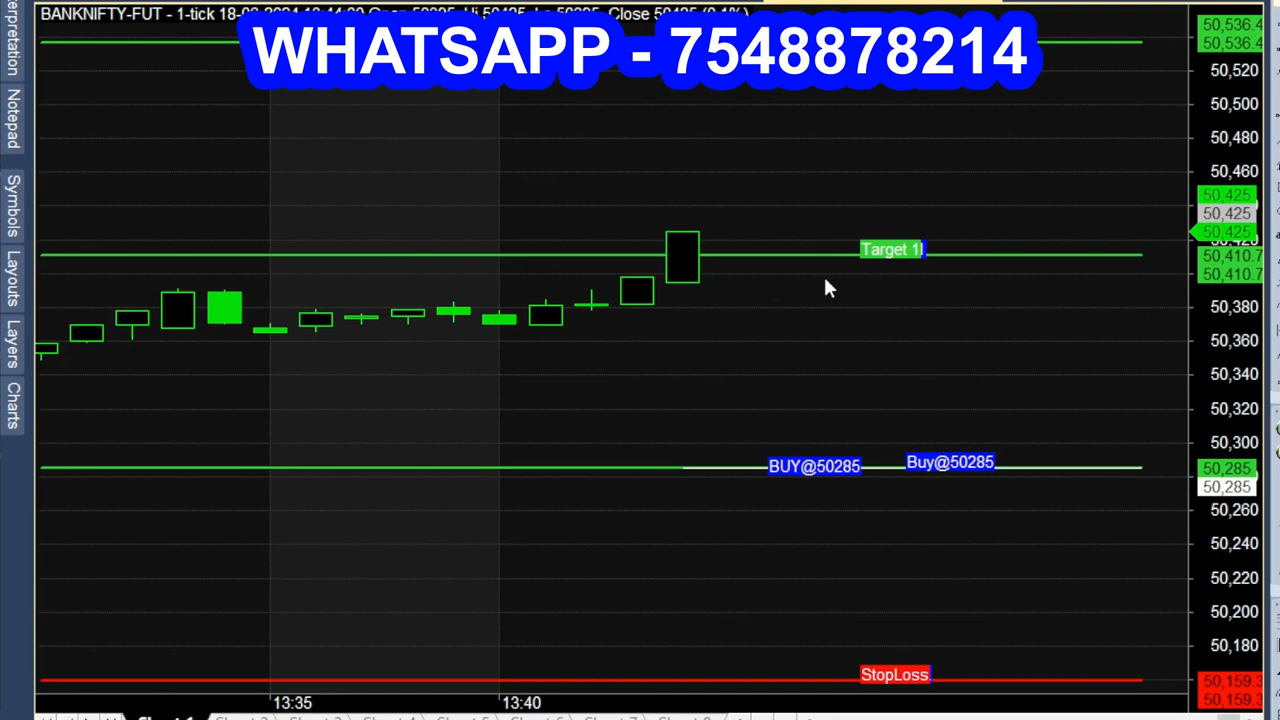 BANKNIFTY-FUT - 1-tick
WHATSAPP - 7548878214
Interpretation
Notepad
Symbols
Layouts
Layers
Charts
50,536.4
50,536.4
50,520
50,500
50,480
50,460
50,425
50,425
50,425
50,410.7
50,410.7
Target 1
50,380
50,360
50,340
50,320
50,300
BUY@50285
Buy@50285
50,285
50,285
50,260
50,240
50,220
50,200
50,180
StopLoss
50,159.3
50,159.3
13:35
13:40